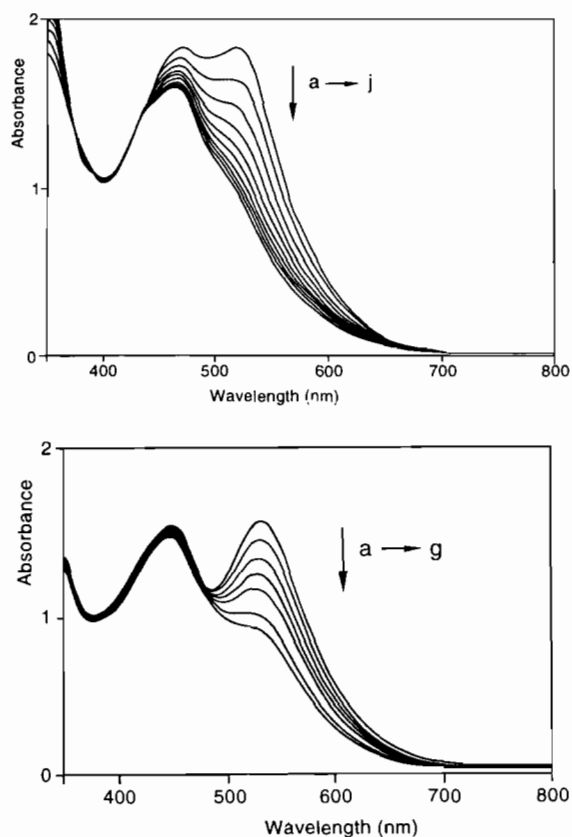 2
Absorbance
a → j
1
0
400 500 600 700 800
Wavelength (nm)
2
Absorbance
a → g
1
0
400 500 600 700 800
Wavelength (nm)